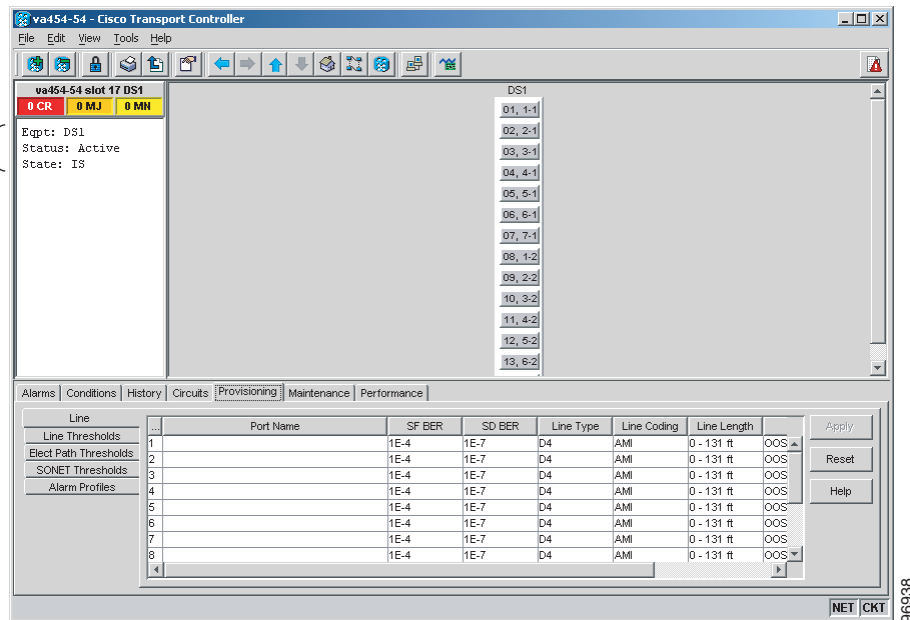 va454-54 - Cisco Transport Controller
File Edit View Tools Help
va454-54 slot 17 DS1
0 CR 0 MJ 0 MN
Eqpt: DS1
Status: Active
State: IS
DS1
01, 1-1
02, 2-1
03, 3-1
04, 4-1
05, 5-1
06, 6-1
07, 7-1
08, 1-2
09, 2-2
10, 3-2
11, 4-2
12, 5-2
13, 6-2
Alarms Conditions History Circuits Provisioning Maintenance Performance
Line
Line Thresholds
Elect Path Thresholds
SONET Thresholds
Alarm Profiles
... Port Name SF BER SD BER Line Type Line Coding Line Length
1 1E-4 1E-7 D4 AMI 0 - 131 ft OOS
2 1E-4 1E-7 D4 AMI 0 - 131 ft OOS
3 1E-4 1E-7 D4 AMI 0 - 131 ft OOS
4 1E-4 1E-7 D4 AMI 0 - 131 ft OOS
5 1E-4 1E-7 D4 AMI 0 - 131 ft OOS
6 1E-4 1E-7 D4 AMI 0 - 131 ft OOS
7 1E-4 1E-7 D4 AMI 0 - 131 ft OOS
8 1E-4 1E-7 D4 AMI 0 - 131 ft OOS
Apply
Reset
Help
NET CKT
96938